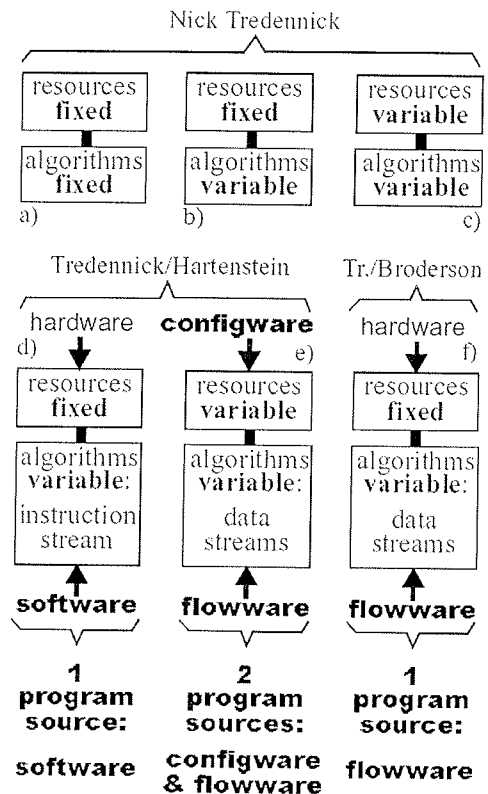 Nick Tredennick
resources
fixed
algorithms
fixed
a)
resources
fixed
algorithms
variable
b)
resources
variable
algorithms
variable
c)
Tredennick/Hartenstein
Tr./Broderson
hardware
d)
resources
fixed
algorithms
variable:
instruction
stream
software
1
program
source:
software
configware
e)
resources
variable
algorithms
variable:
data
streams
flowware
2
program
sources:
configware
& flowware
hardware
f)
resources
fixed
algorithms
variable:
data
streams
flowware
1
program
source:
flowware